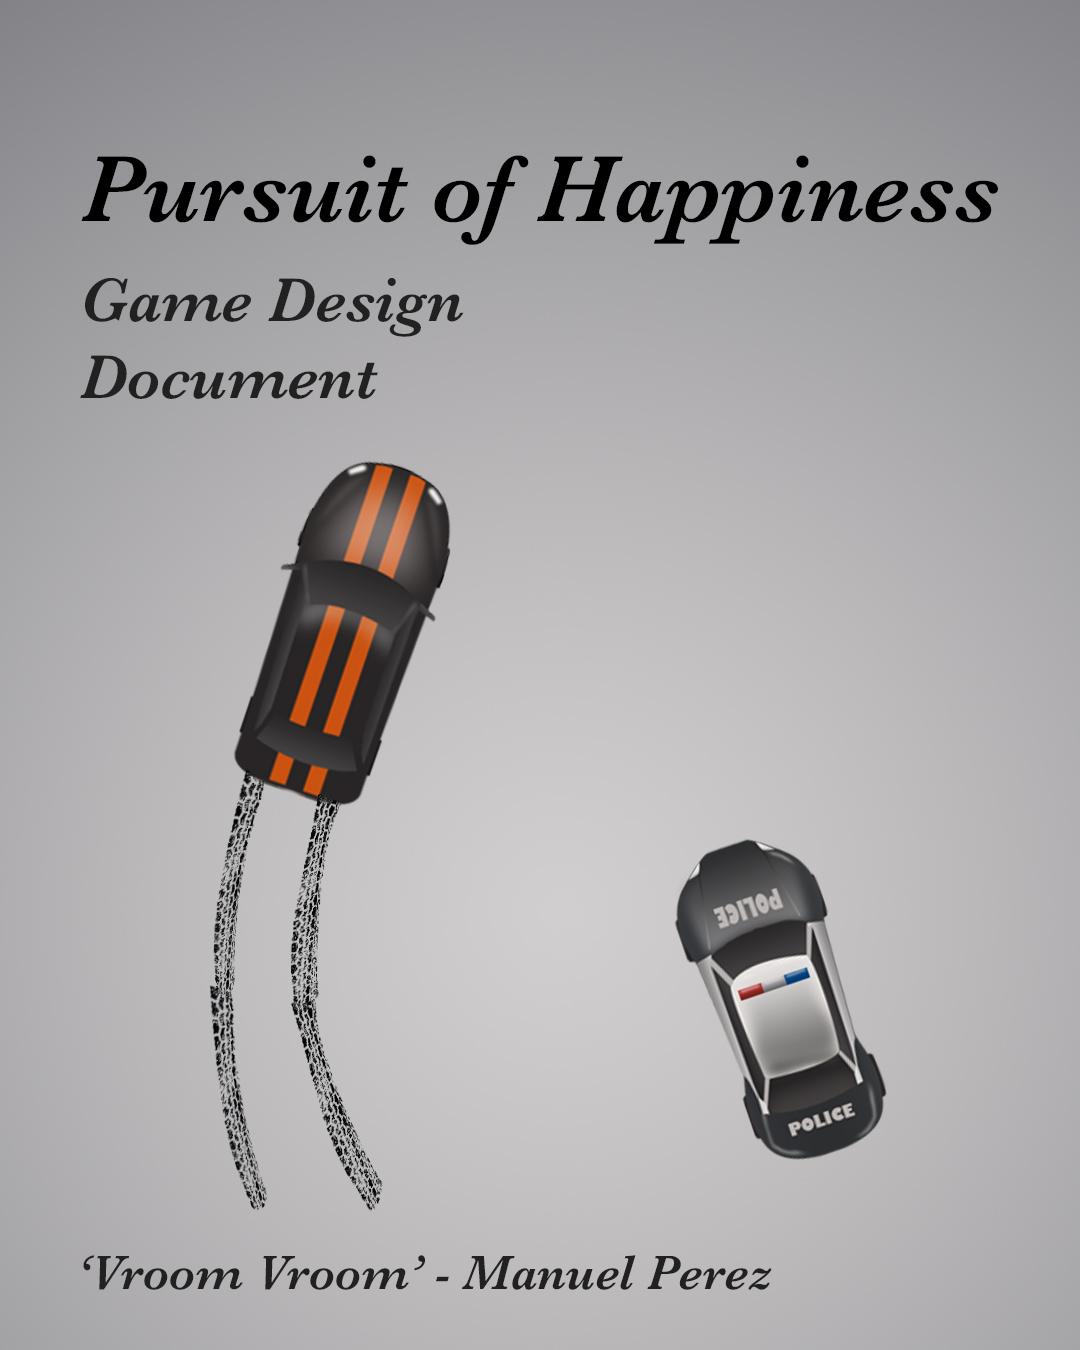 Pursuit of Happiness
Game Design
Document
POLICE
POLICE
‘Vroom Vroom’ - Manuel Perez